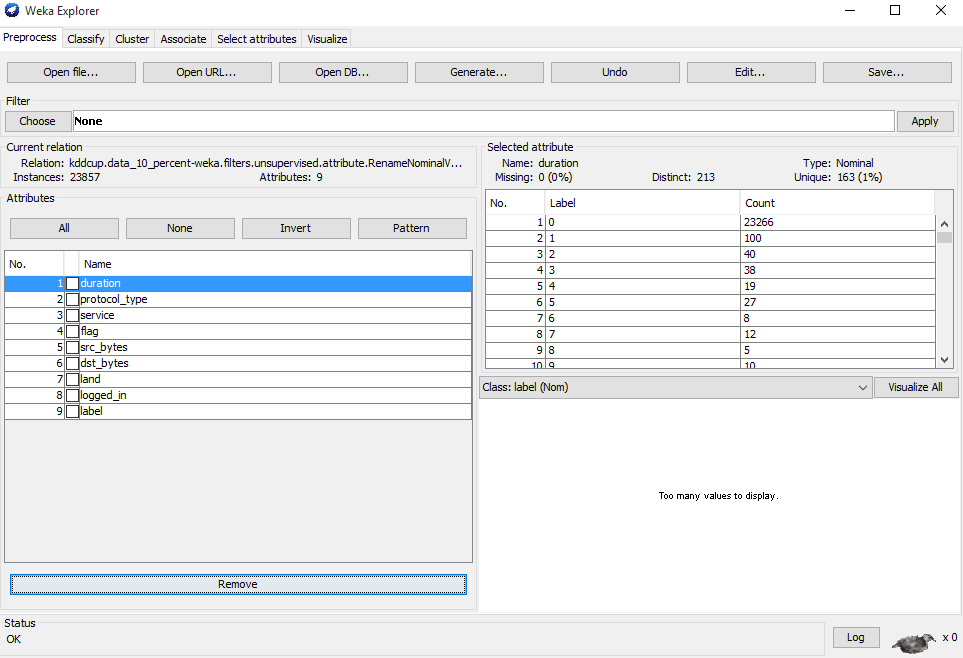 Weka Explorer
Preprocess Classify Cluster Associate Select attributes Visualize
Open file... Open URL... Open DB... Generate... Undo Edit... Save...
Filter
Choose None Apply
Current relation
Relation: kddcup.data_10_percent-weka.filters.unsupervised.attribute.RenameNominalV...
Instances: 23857 Attributes: 9
Attributes
All None Invert Pattern
No. Name
1 duration
2 protocol_type
3 service
4 flag
5 src_bytes
6 dst_bytes
7 land
8 logged_in
9 label
Remove
Selected attribute
Name: duration Type: Nominal
Missing: 0 (0%) Distinct: 213 Unique: 163 (1%)
No. Label Count
1 0 23266
2 1 100
3 2 40
4 3 38
5 4 19
6 5 27
7 6 8
8 7 12
9 8 5
10 9 10
Class: label (Nom) Visualize All
Too many values to display.
Status
OK
Log x 0